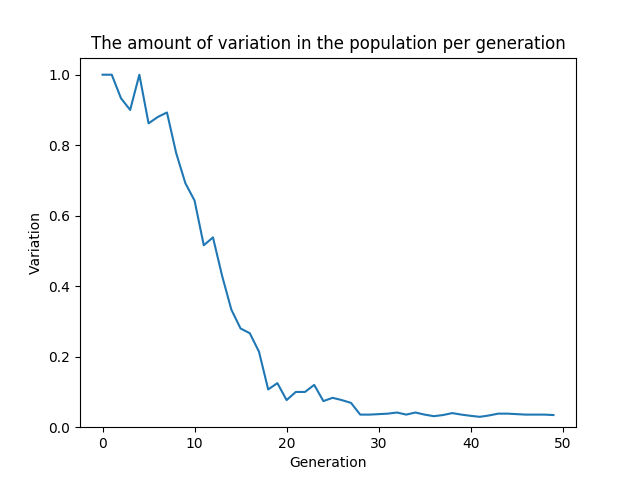 The amount of variation in the population per generation
1.0
0.8
0.6
0.4
0.2
0.0
Variation
0 10 20 30 40 50
Generation